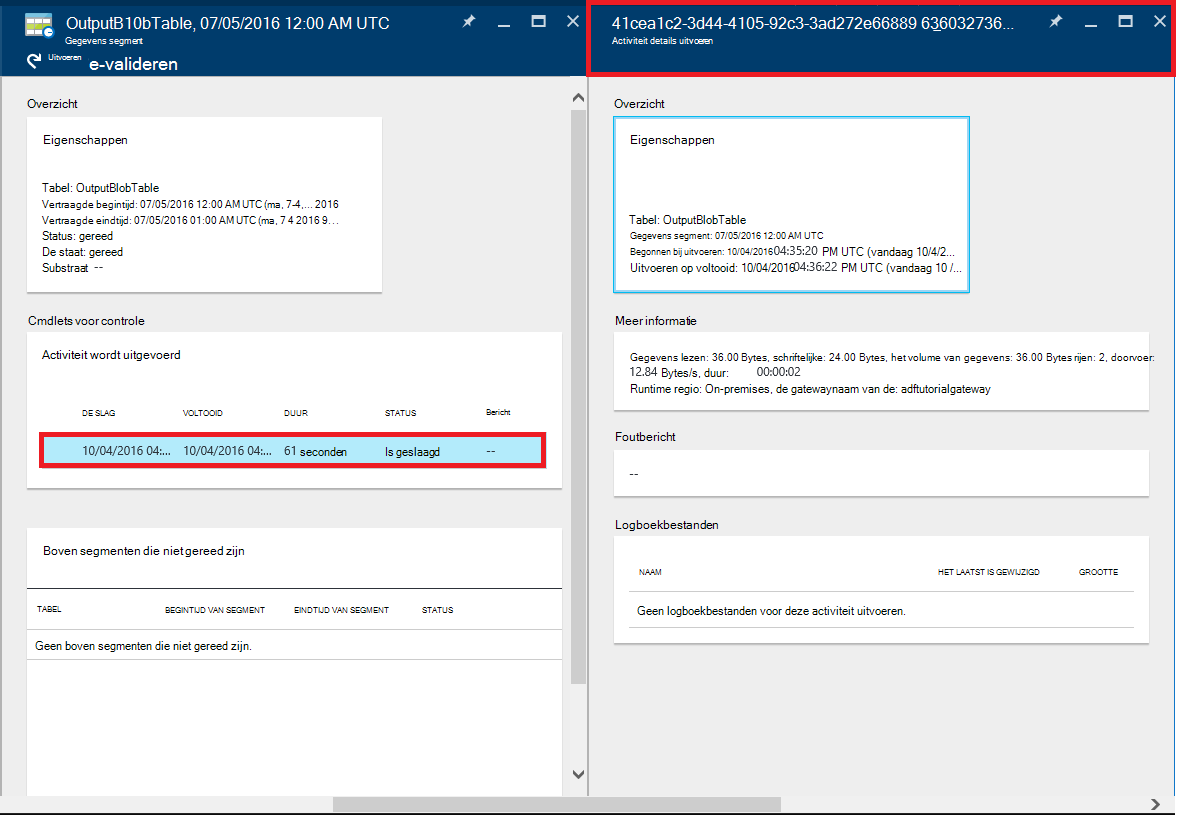 OutputB10bTable, 07/05/2016 12:00 AM UTC
Gegevens segment
Uitvoeren e-valideren
Overzicht
Eigenschappen
Tabel: OutputBlobTable
Vertraagde begintijd: 07/05/2016 12:00 AM UTC (ma, 7-4,... 2016
Vertraagde eindtijd: 07/05/2016 01:00 AM UTC (ma, 7 4 2016 9...
Status: gereed
De staat: gereed
Substraat --
Cmdlets voor controle
Activiteit wordt uitgevoerd
DE SLAG VOLTOOID DUUR STATUS Bericht
10/04/2016 04:... 10/04/2016 04:... 61 seconden Is geslaagd --
Boven segmenten die niet gereed zijn
TABEL BEGINTIJD VAN SEGMENT EINDTIJD VAN SEGMENT STATUS
Geen boven segmenten die niet gereed zijn.
41cea1c2-3d44-4105-92c3-3ad272e66889 636032736...
Activiteit details uitvoeren
Overzicht
Eigenschappen
Tabel: OutputBlobTable
Gegevens segment: 07/05/2016 12:00 AM UTC
Begonnen bij uitvoeren: 10/04/2016 04:35:20 PM UTC (vandaag 10/4/2...
Uitvoeren op voltooid: 10/04/2016 04:36:22 PM UTC (vandaag 10 /...
Meer informatie
Gegevens lezen: 36.00 Bytes, schriftelijke: 24.00 Bytes, het volume van gegevens: 36.00 Bytes rijen: 2, doorvoer:
12.84 Bytes/s, duur: 00:00:02
Runtime regio: On-premises, de gatewaynaam van de: adftutorialgateway
Foutbericht
--
Logboekbestanden
NAAM HET LAATST IS GEWIJZIGD GROOTTE
Geen logboekbestanden voor deze activiteit uitvoeren.